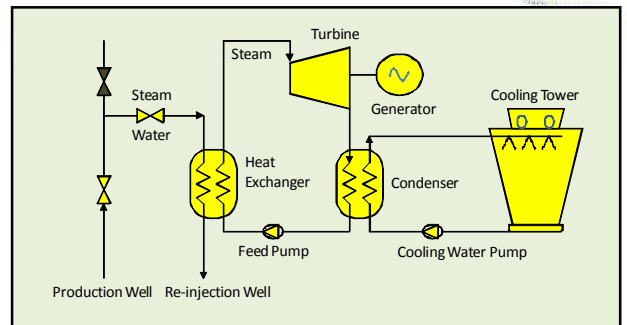 Turbine
Steam
Steam
Cooling Tower
Generator
Water
Heat
Exchanger
Condenser
Feed Pump
Cooling Water Pump
Production Well
Re-injection Well